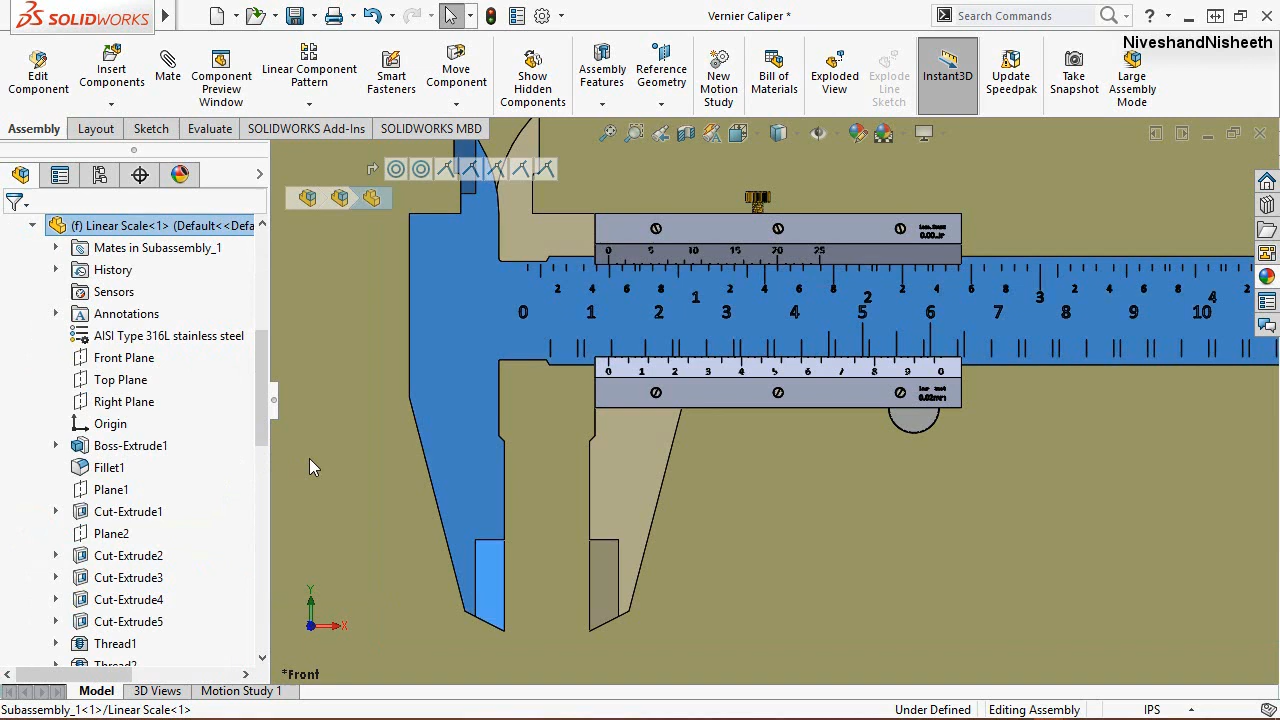 SOLIDWORKS
Vernier Caliper *
Search Commands
?
NiveshandNisheeth
Edit Component
Insert Components
Mate
Component Preview Window
Linear Component Pattern
Smart Fasteners
Move Component
Show Hidden Components
Assembly Features
Reference Geometry
New Motion Study
Bill of Materials
Exploded View
Explode Line Sketch
Instant3D
Update Speedpak
Take Snapshot
Large Assembly Mode
Assembly
Layout
Sketch
Evaluate
SOLIDWORKS Add-Ins
SOLIDWORKS MBD
(f) Linear Scale<1> (Default<<Defa
Mates in Subassembly_1
History
Sensors
Annotations
AISI Type 316L stainless steel
Front Plane
Top Plane
Right Plane
Origin
Boss-Extrude1
Fillet1
Plane1
Cut-Extrude1
Plane2
Cut-Extrude2
Cut-Extrude3
Cut-Extrude4
Cut-Extrude5
Thread1
Thread2
0 5 10 15 20 25
2 4 6 8 1 2 4 6 8 2 2 4 6 8 3 2 4 6 8 4 2
0 1 2 3 4 5 6 7 8 9 10
0 1 2 3 4 5 6 7 8 9 0
0.02mm
Y
X
*Front
Model
3D Views
Motion Study 1
Subassembly_1<1>/Linear Scale<1>
Under Defined
Editing Assembly
IPS